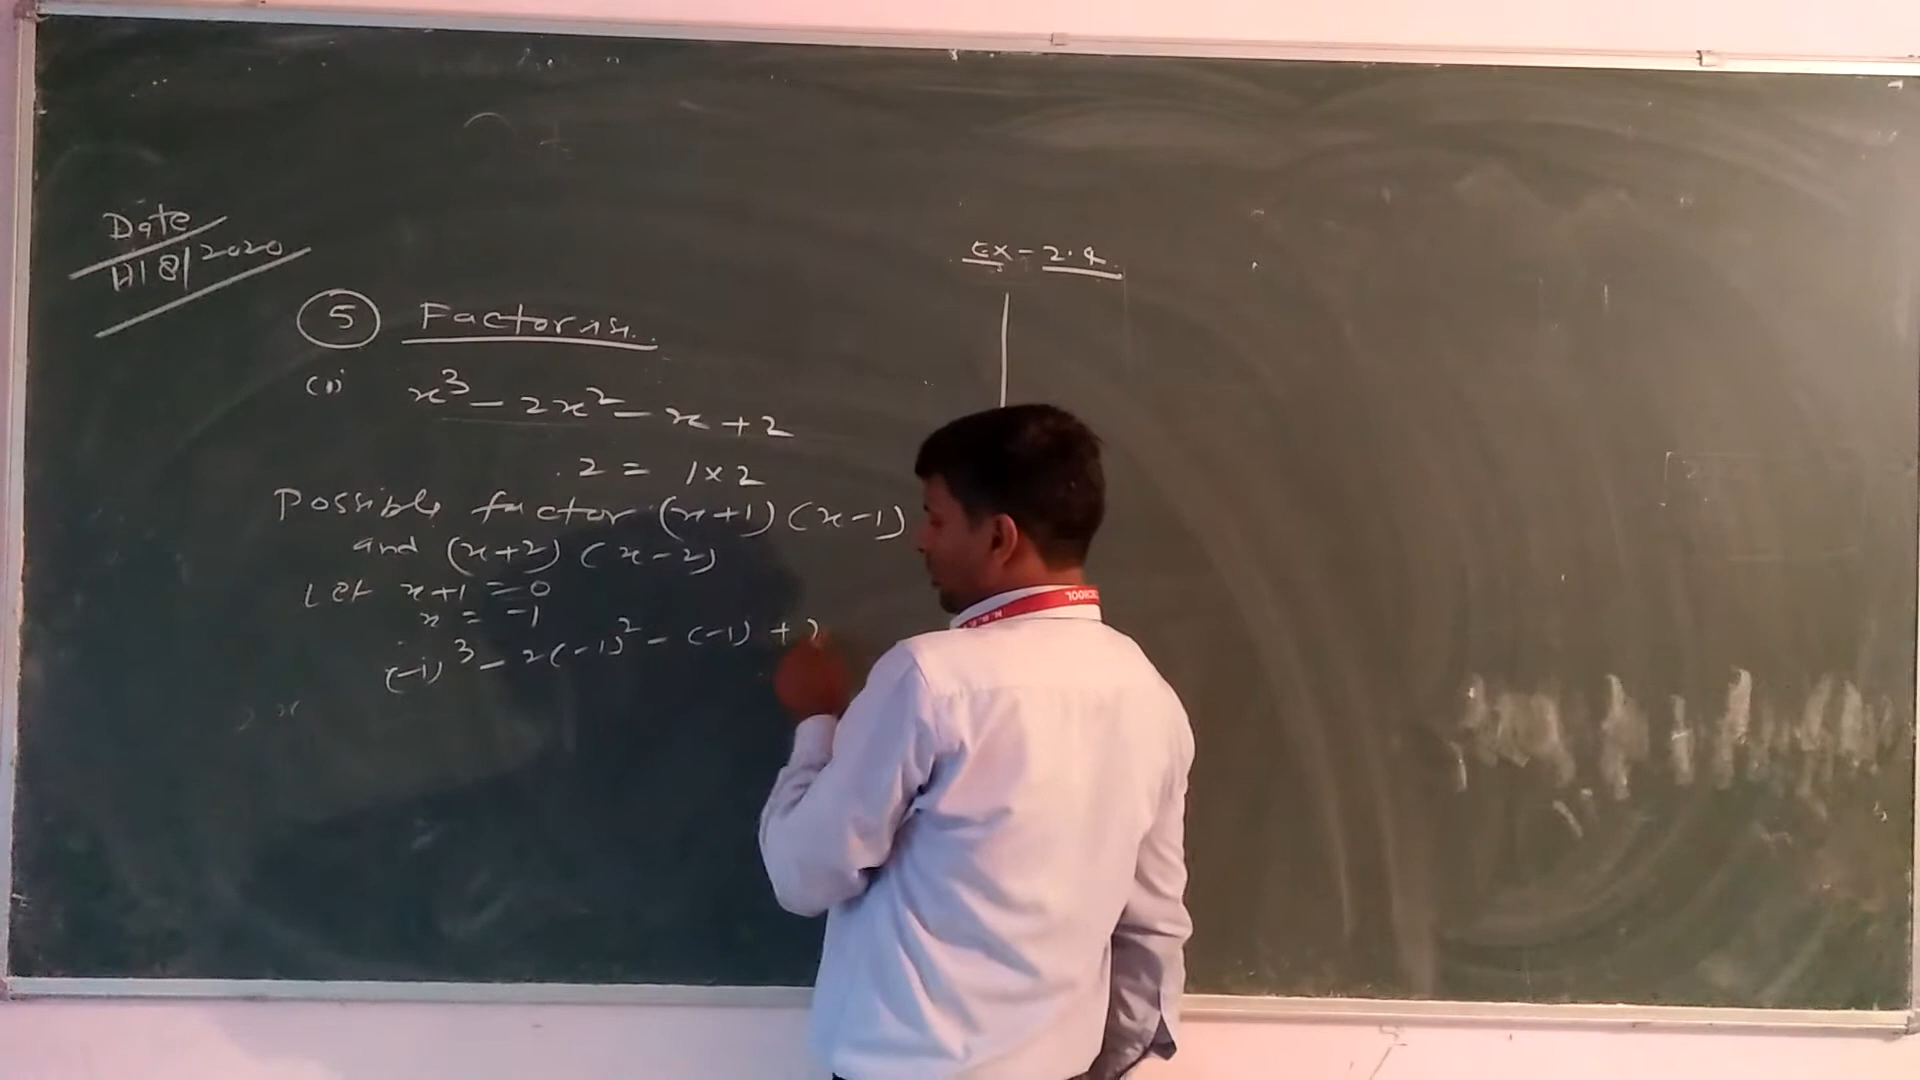 Date
11/8/2020
Ex - 2.4
5 Factorise.
(i) x³ - 2x² - x + 2
2 = 1 × 2
Possible factor (x+1) (x-1)
and (x+2) (x-2)
Let x+1 = 0
x = -1
(-1)³ - 2(-1)² - (-1) + 2